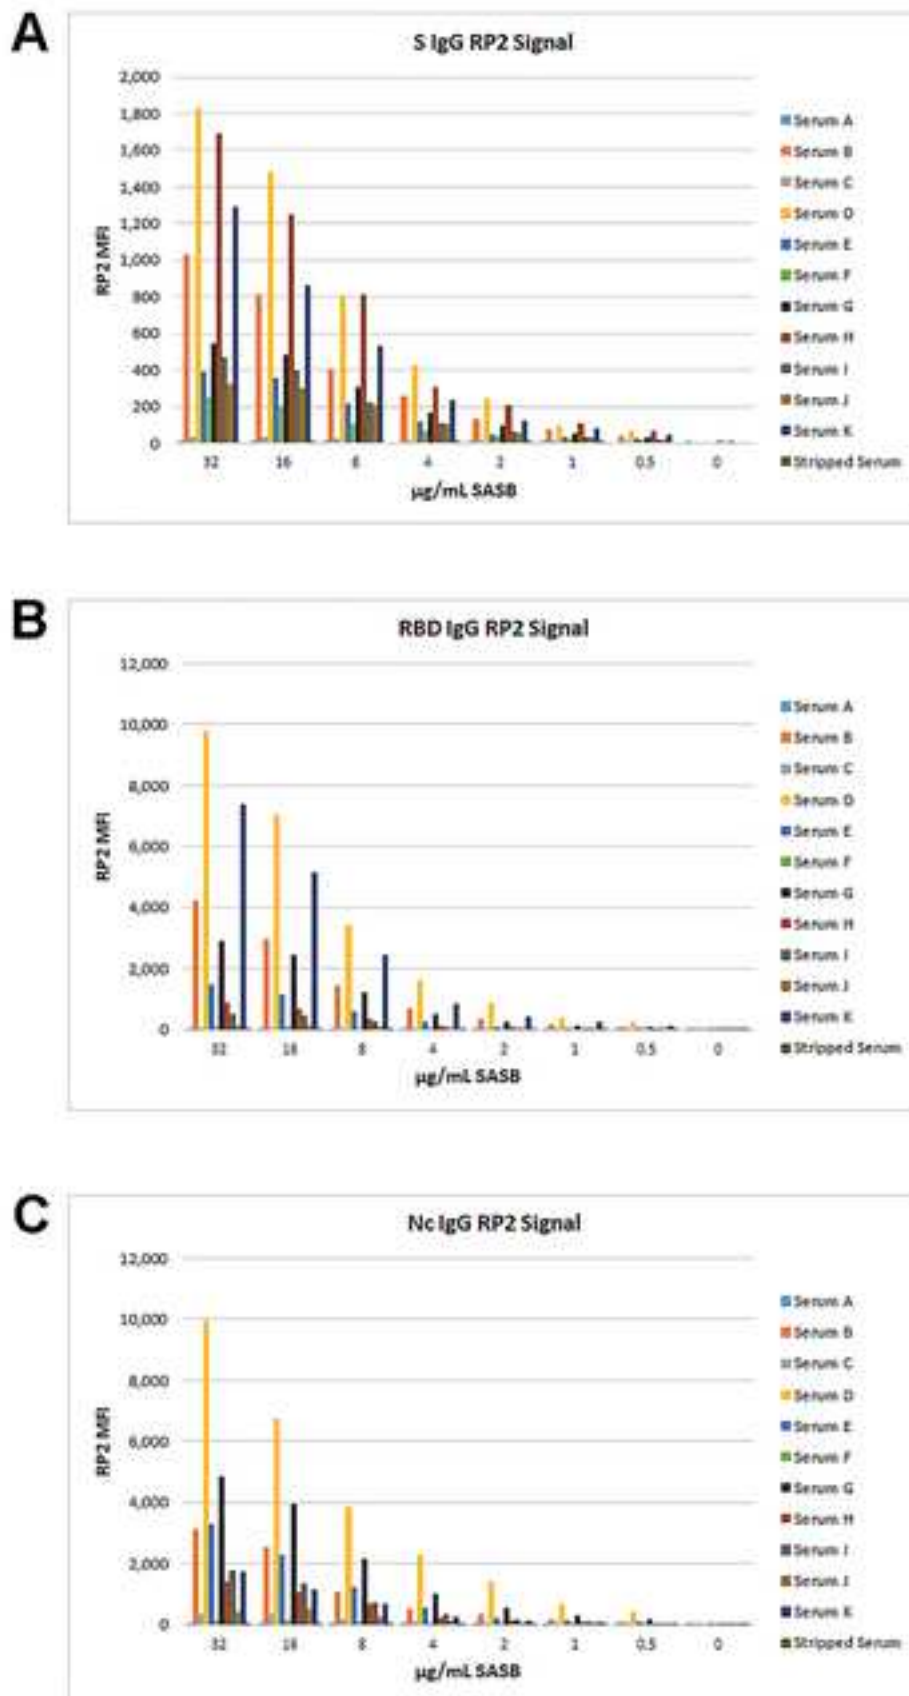 A
S IgG RP2 Signal
2,000
1,800
1,600
1,400
1,200
1,000
800
600
400
200
0
RP2 MFI
32 16 8 4 2 1 0.5 0
µg/mL SASB
Serum A
Serum B
Serum C
Serum D
Serum E
Serum F
Serum G
Serum H
Serum I
Serum J
Serum K
Stripped Serum
B
RBD IgG RP2 Signal
12,000
10,000
8,000
6,000
4,000
2,000
0
RP2 MFI
32 16 8 4 2 1 0.5 0
µg/mL SASB
Serum A
Serum B
Serum C
Serum D
Serum E
Serum F
Serum G
Serum H
Serum I
Serum J
Serum K
Stripped Serum
C
Nc IgG RP2 Signal
12,000
10,000
8,000
6,000
4,000
2,000
0
RP2 MFI
32 16 8 4 2 1 0.5 0
µg/mL SASB
Serum A
Serum B
Serum C
Serum D
Serum E
Serum F
Serum G
Serum H
Serum I
Serum J
Serum K
Stripped Serum